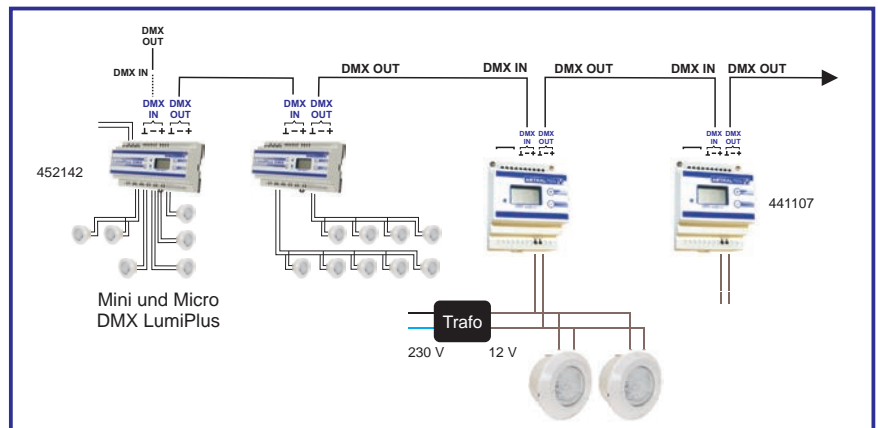 DMX
OUT
DMX IN
DMX OUT
DMX IN
DMX OUT
DMX IN
DMX OUT
DMX DMX
IN OUT
⊥ − + ⊥ − +
DMX DMX
IN OUT
⊥ − + ⊥ − +
DMX DMX
IN OUT
⊥ − + ⊥ − +
DMX DMX
IN OUT
⊥ − + ⊥ − +
452142
441107
Mini und Micro
DMX LumiPlus
Trafo
230 V
12 V